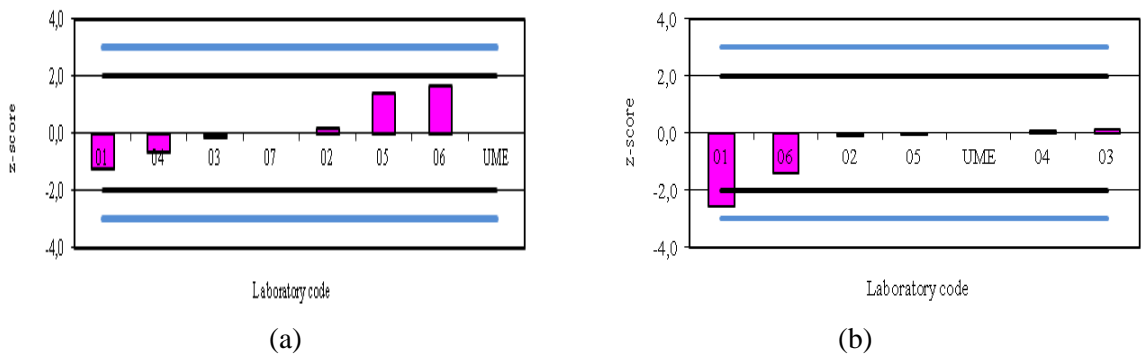 4,0
2,0
0,0
-2,0
-4,0
z-score
01 04 03 07 02 05 06 UME
Laboratory code
(a)
4,0
2,0
0,0
-2,0
-4,0
z-score
01 06 02 05 UME 04 03
Laboratory code
(b)